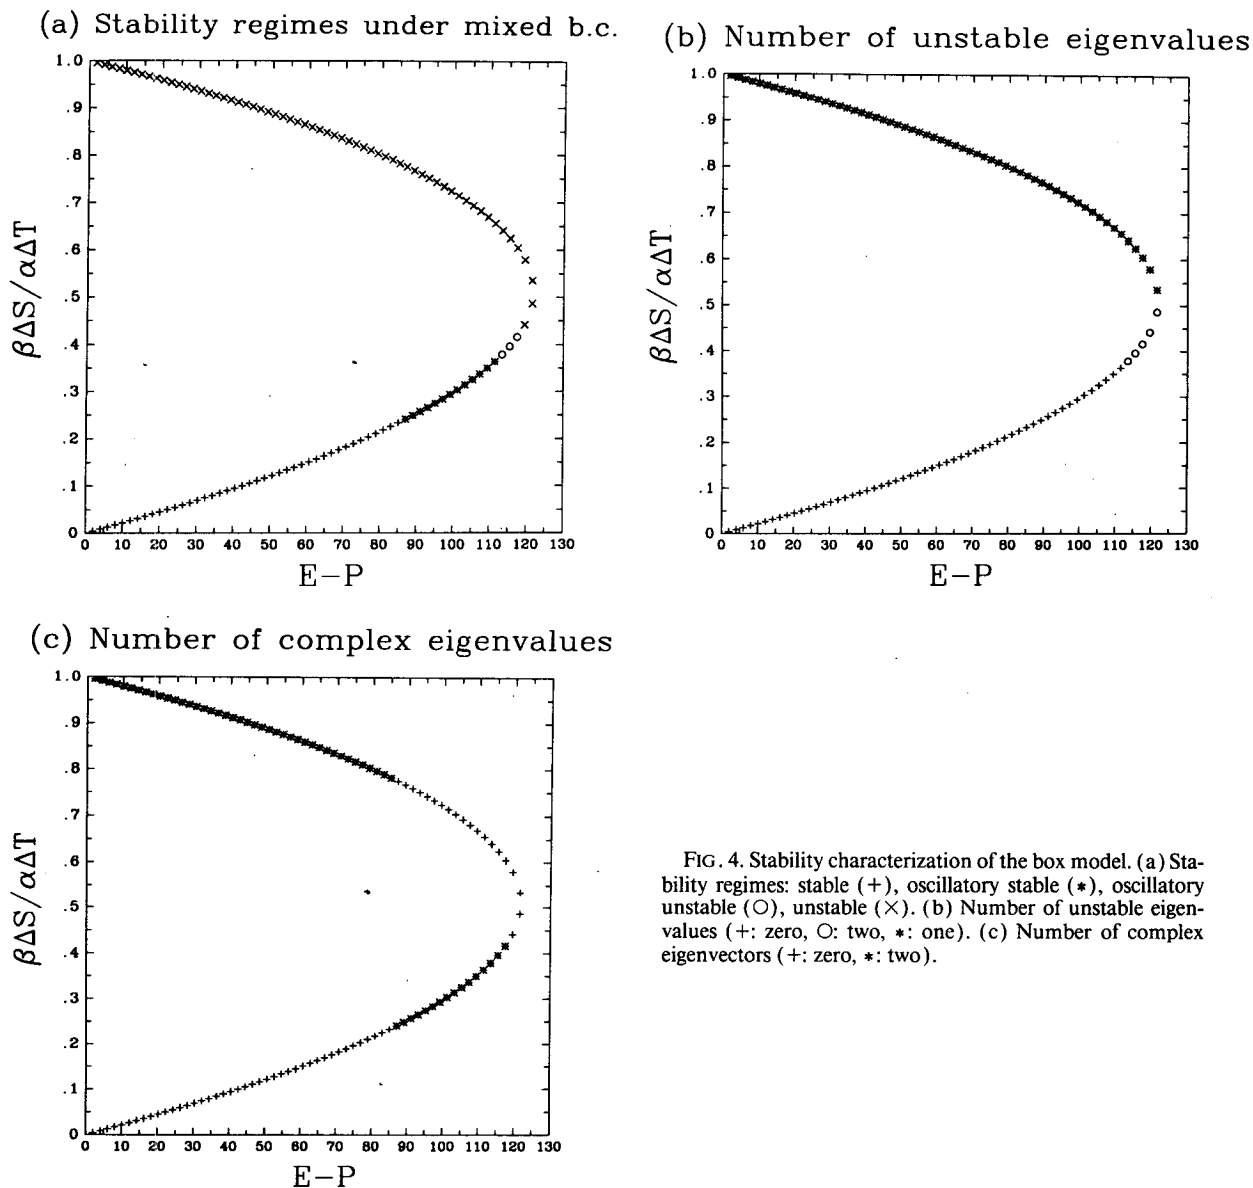 (a) Stability regimes under mixed b.c.
1.0
.9
.8
.7
.6
.5
.4
.3
.2
.1
0
βΔS/αΔT
0 10 20 30 40 50 60 70 80 90 100 110 120 130
E-P
(b) Number of unstable eigenvalues
1.0
.9
.8
.7
.6
.5
.4
.3
.2
.1
0
βΔS/αΔT
0 10 20 30 40 50 60 70 80 90 100 110 120 130
E-P
(c) Number of complex eigenvalues
1.0
.9
.8
.7
.6
.5
.4
.3
.2
.1
0
βΔS/αΔT
0 10 20 30 40 50 60 70 80 90 100 110 120 130
E-P
FIG. 4. Stability characterization of the box model. (a) Sta-
bility regimes: stable (+), oscillatory stable (*), oscillatory
unstable (○), unstable (×). (b) Number of unstable eigen-
values (+: zero, ○: two, *: one). (c) Number of complex
eigenvectors (+: zero, *: two).